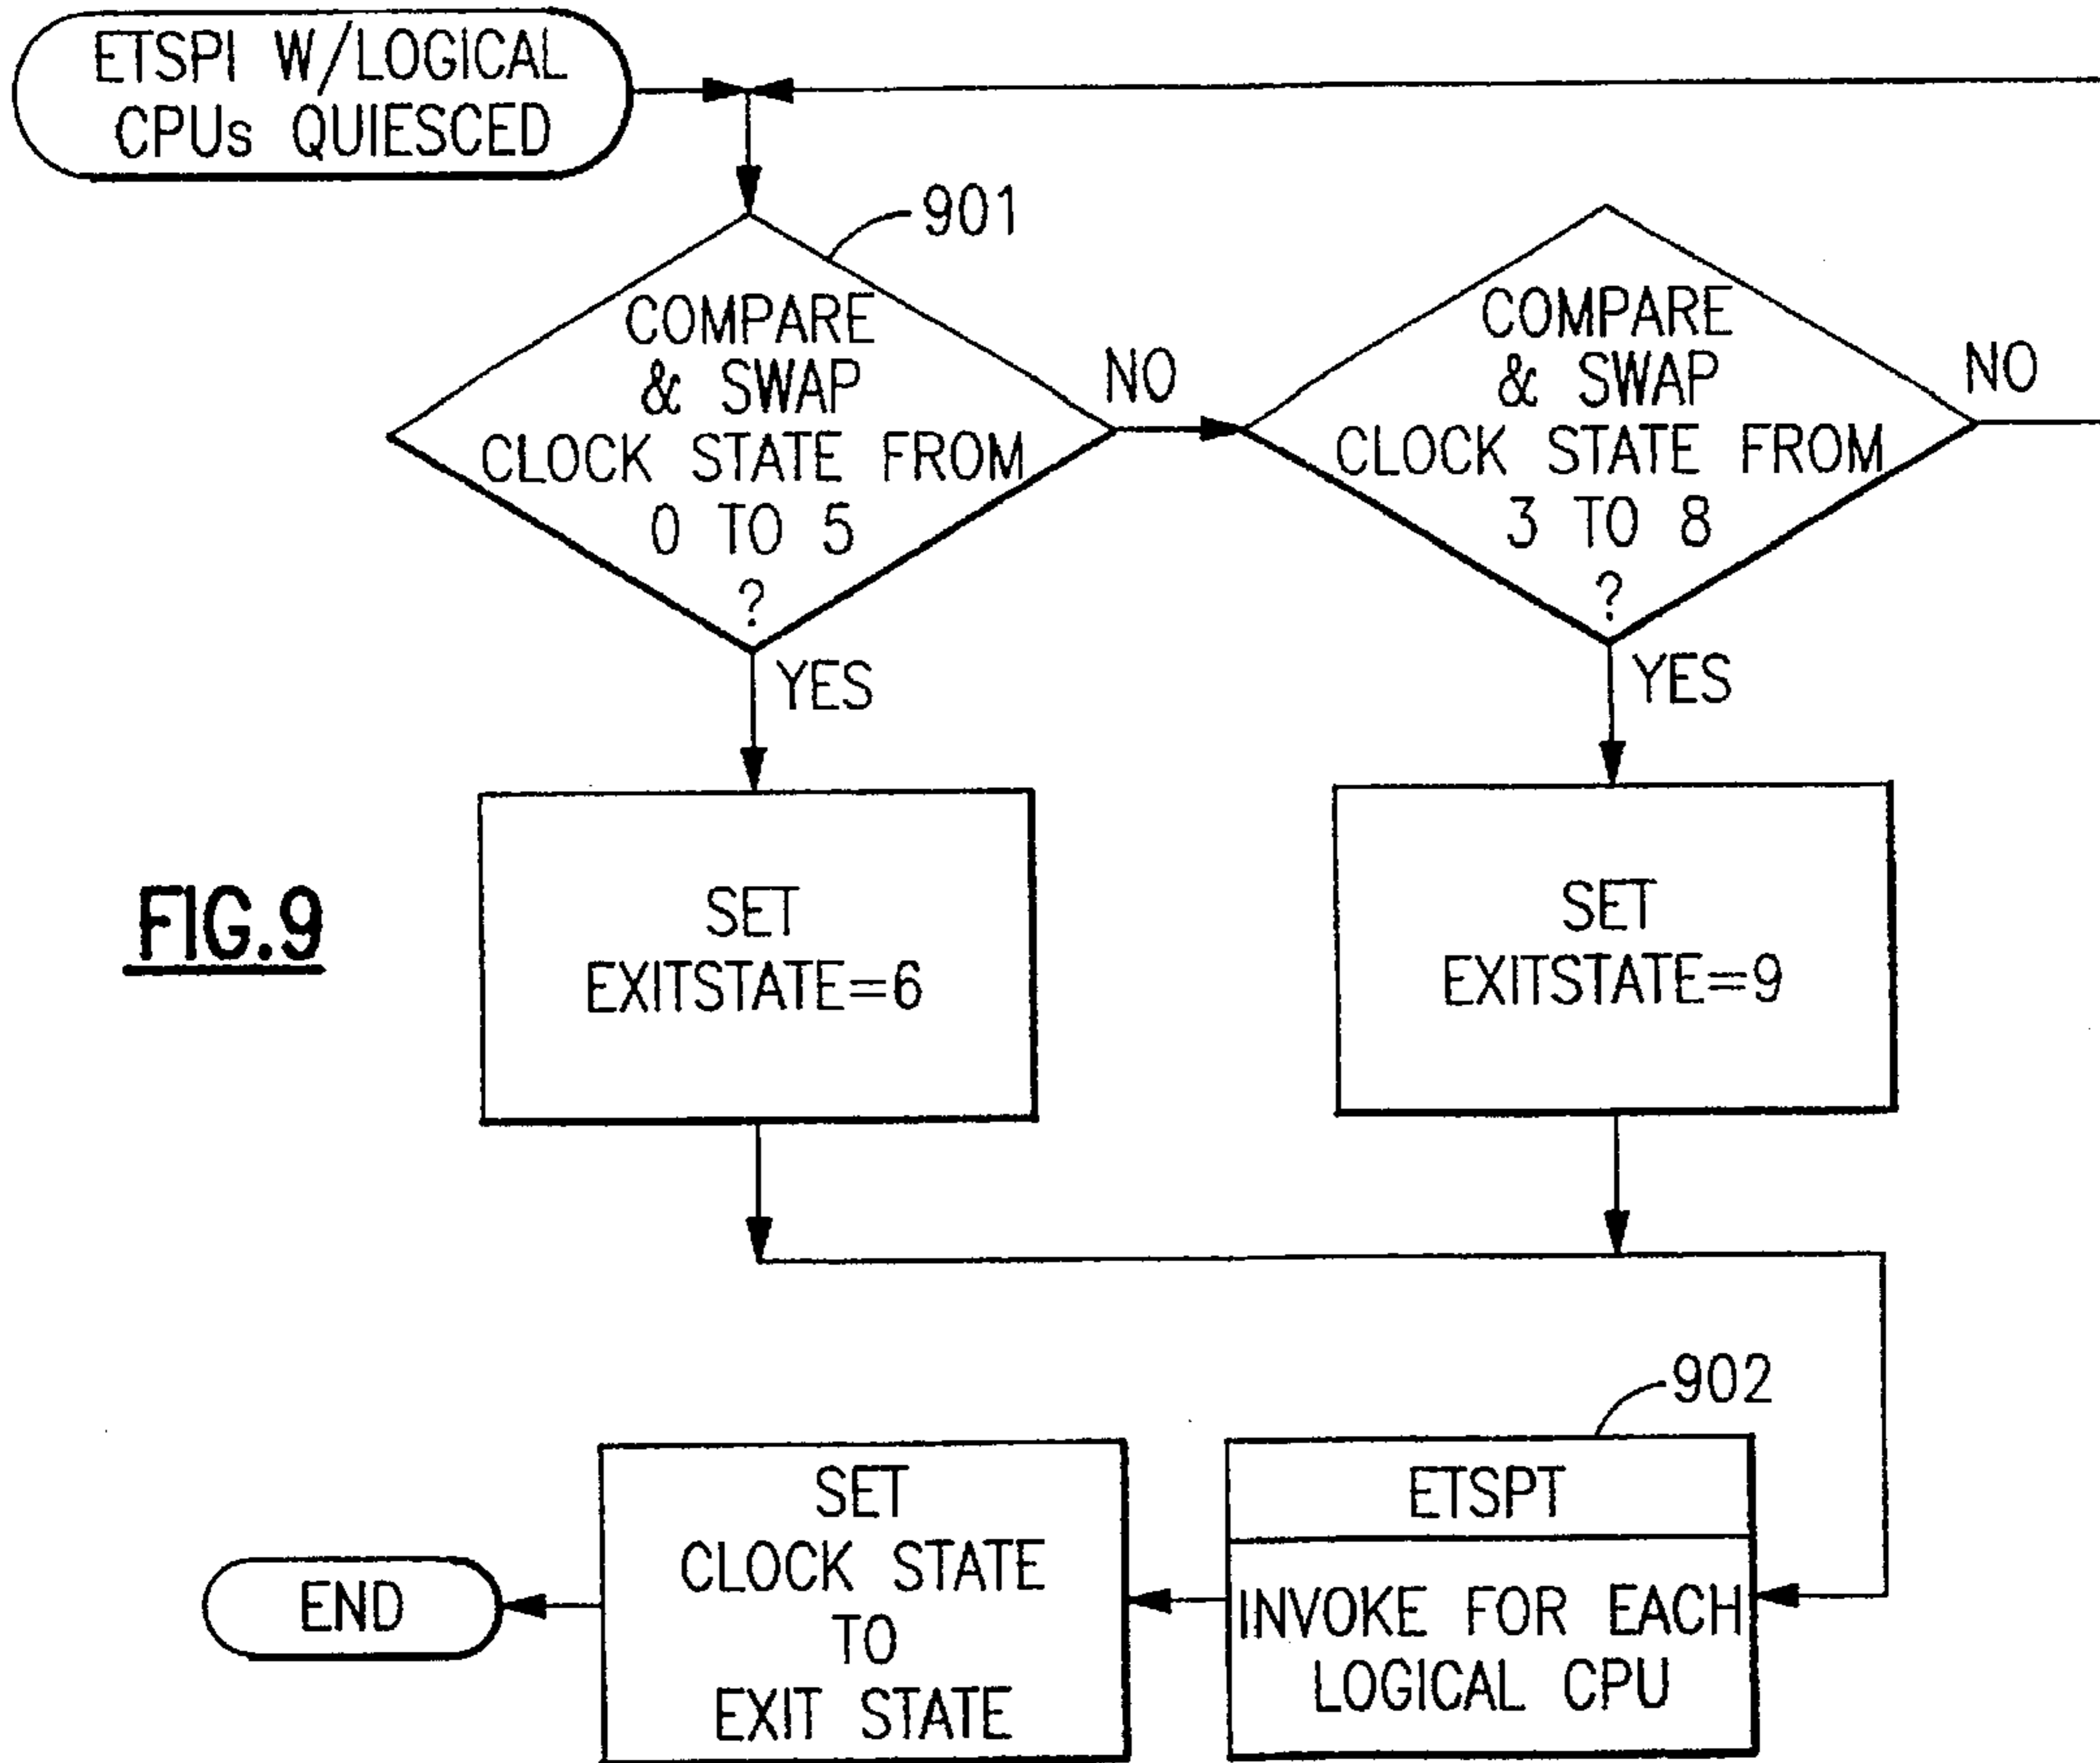 ETSPI W/LOGICAL
CPUs QUIESCED
901
COMPARE
& SWAP
CLOCK STATE FROM
0 TO 5
?
NO
YES
COMPARE
& SWAP
CLOCK STATE FROM
3 TO 8
?
NO
YES
SET
EXITSTATE=6
SET
EXITSTATE=9
FIG.9
902
ETSPT
INVOKE FOR EACH
LOGICAL CPU
SET
CLOCK STATE
TO
EXIT STATE
END